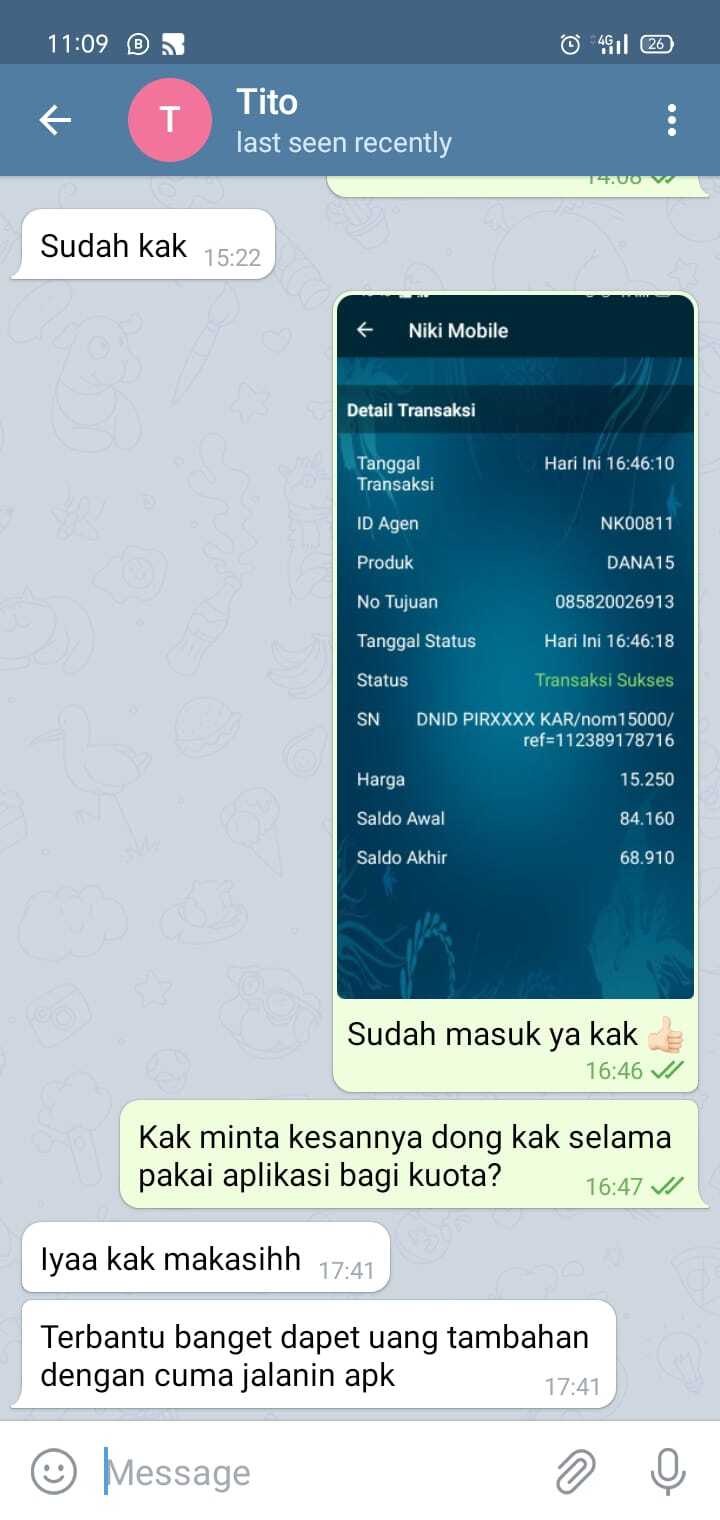 11:09 B 4G 26
T Tito
last seen recently
14:08
Sudah kak 15:22
Niki Mobile
Detail Transaksi
Tanggal Hari Ini 16:46:10
Transaksi
ID Agen NK00811
Produk DANA15
No Tujuan 085820026913
Tanggal Status Hari Ini 16:46:18
Status Transaksi Sukses
SN DNID PIRXXXX KAR/nom15000/
ref=112389178716
Harga 15.250
Saldo Awal 84.160
Saldo Akhir 68.910
Sudah masuk ya kak 👍🏻
16:46
Kak minta kesannya dong kak selama
pakai aplikasi bagi kuota? 16:47
Iyaa kak makasihh 17:41
Terbantu banget dapet uang tambahan
dengan cuma jalanin apk 17:41
Message